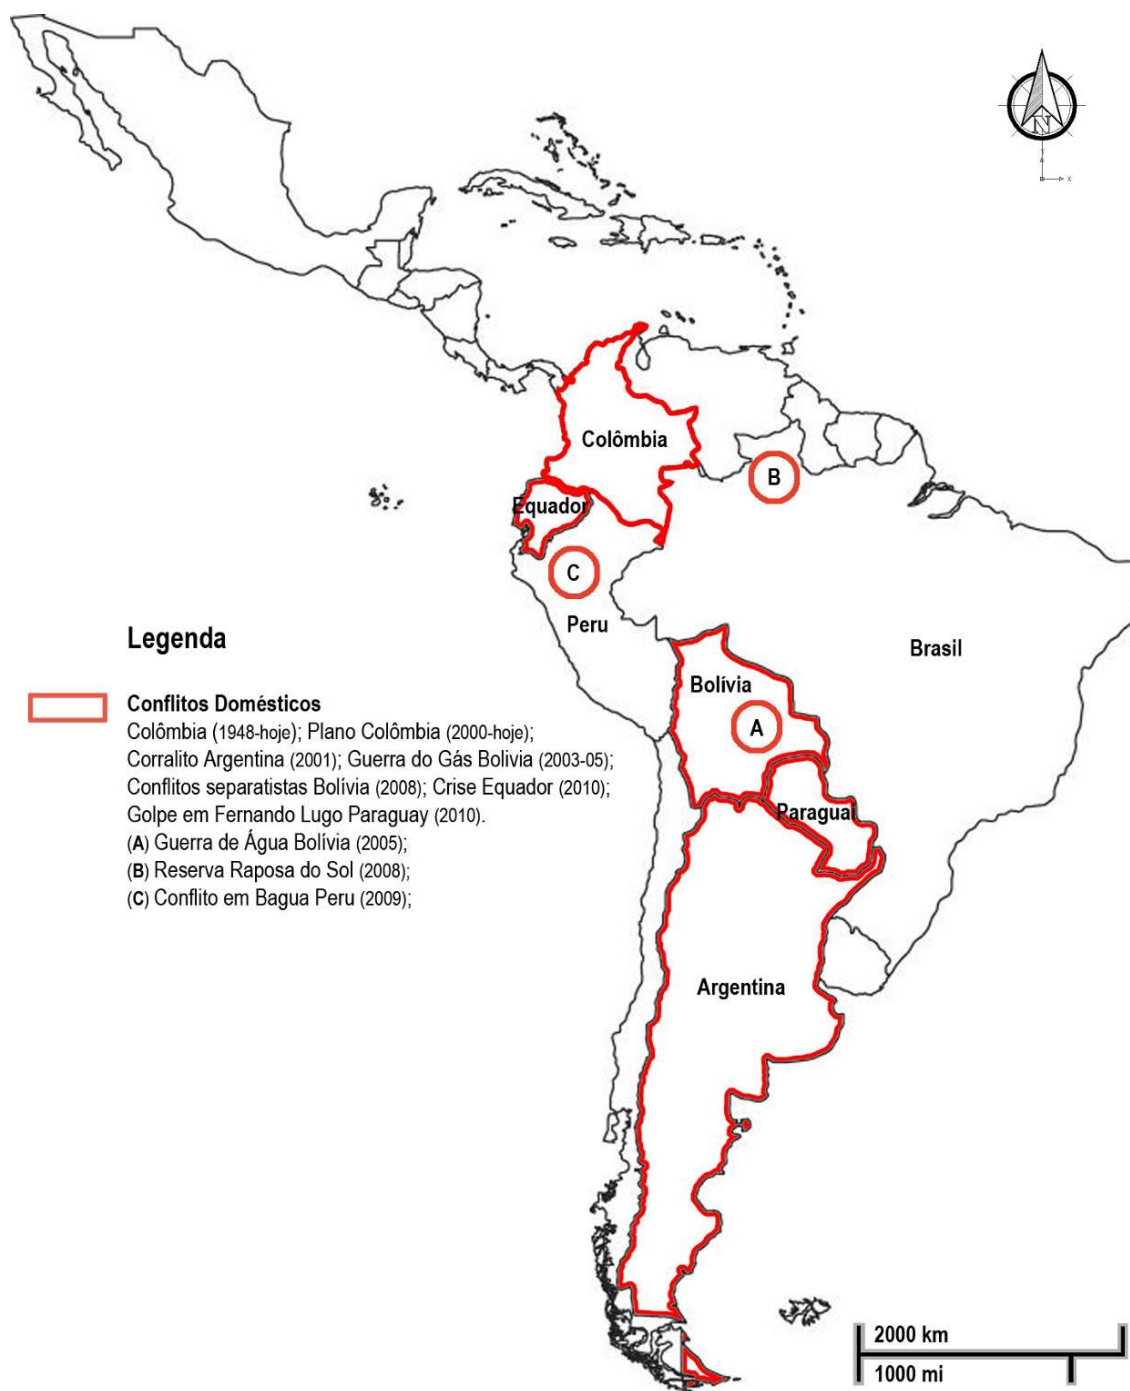 N
Y
X
Colômbia
B
Equador
C
Peru
Brasil
Bolívia
A
Paraguai
Argentina
Legenda
Conflitos Domésticos
Colômbia (1948-hoje); Plano Colômbia (2000-hoje);
Corralito Argentina (2001); Guerra do Gás Bolivia (2003-05);
Conflitos separatistas Bolívia (2008); Crise Equador (2010);
Golpe em Fernando Lugo Paraguay (2010).
(A) Guerra de Água Bolívia (2005);
(B) Reserva Raposa do Sol (2008);
(C) Conflito em Bagua Peru (2009);
2000 km
1000 mi